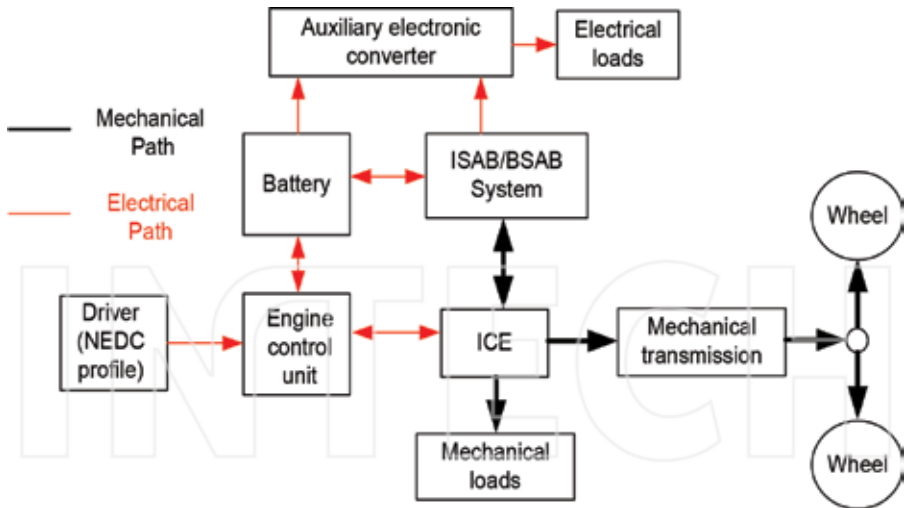 Auxiliary electronic
converter
Electrical
loads
Mechanical
Path
Battery
ISAB/BSAB
System
Electrical
Path
Wheel
Driver
(NEDC
profile)
Engine
control
unit
ICE
Mechanical
transmission
Mechanical
loads
Wheel
INTECH